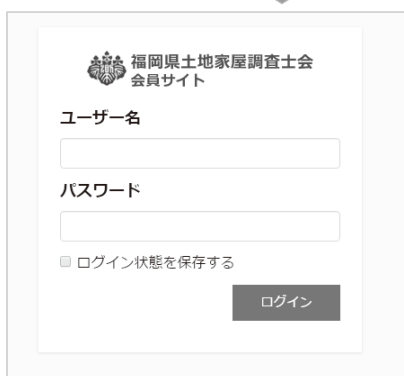 福岡県土地家屋調査士会
会員サイト
ユーザー名
パスワード
ログイン状態を保存する
ログイン